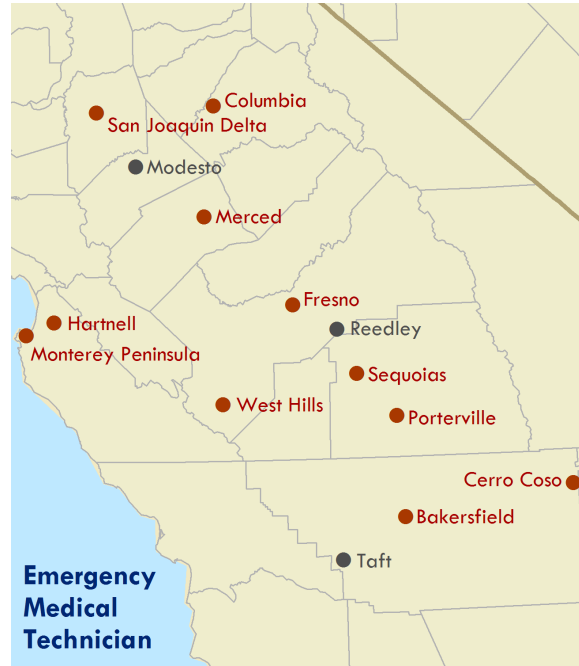 Columbia
San Joaquin Delta
Modesto
Merced
Fresno
Hartnell
Reedley
Monterey Peninsula
Sequoias
West Hills
Porterville
Cerro Coso
Bakersfield
Taft
Emergency
Medical
Technician